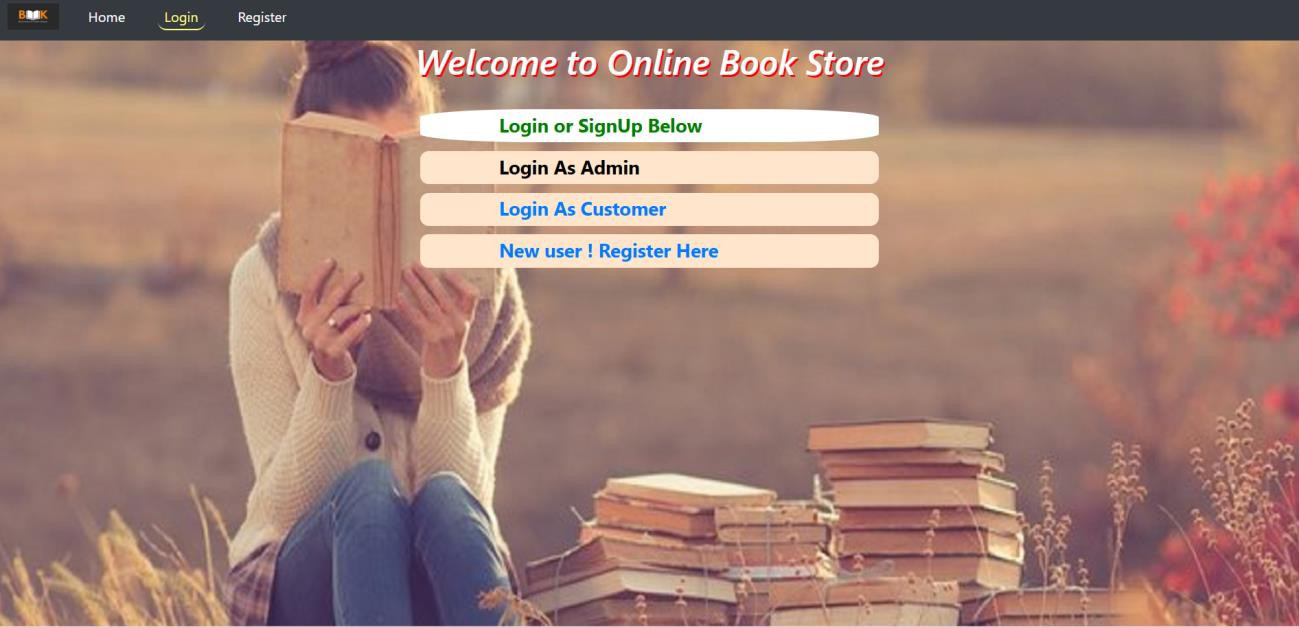 BOOK Home Login Register
Welcome to Online Book Store
Login or SignUp Below
Login As Admin
Login As Customer
New user ! Register Here